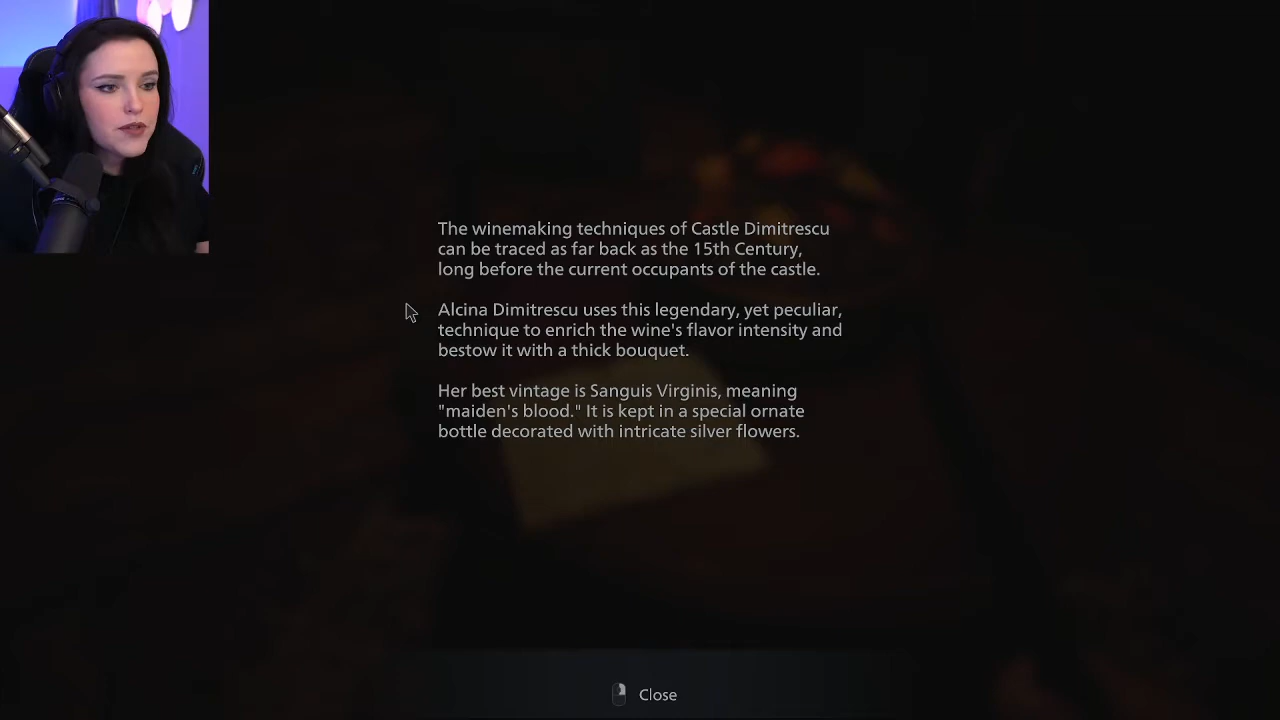 The winemaking techniques of Castle Dimitrescu
can be traced as far back as the 15th Century,
long before the current occupants of the castle.
Alcina Dimitrescu uses this legendary, yet peculiar,
technique to enrich the wine's flavor intensity and
bestow it with a thick bouquet.
Her best vintage is Sanguis Virginis, meaning
"maiden's blood." It is kept in a special ornate
bottle decorated with intricate silver flowers.
Close